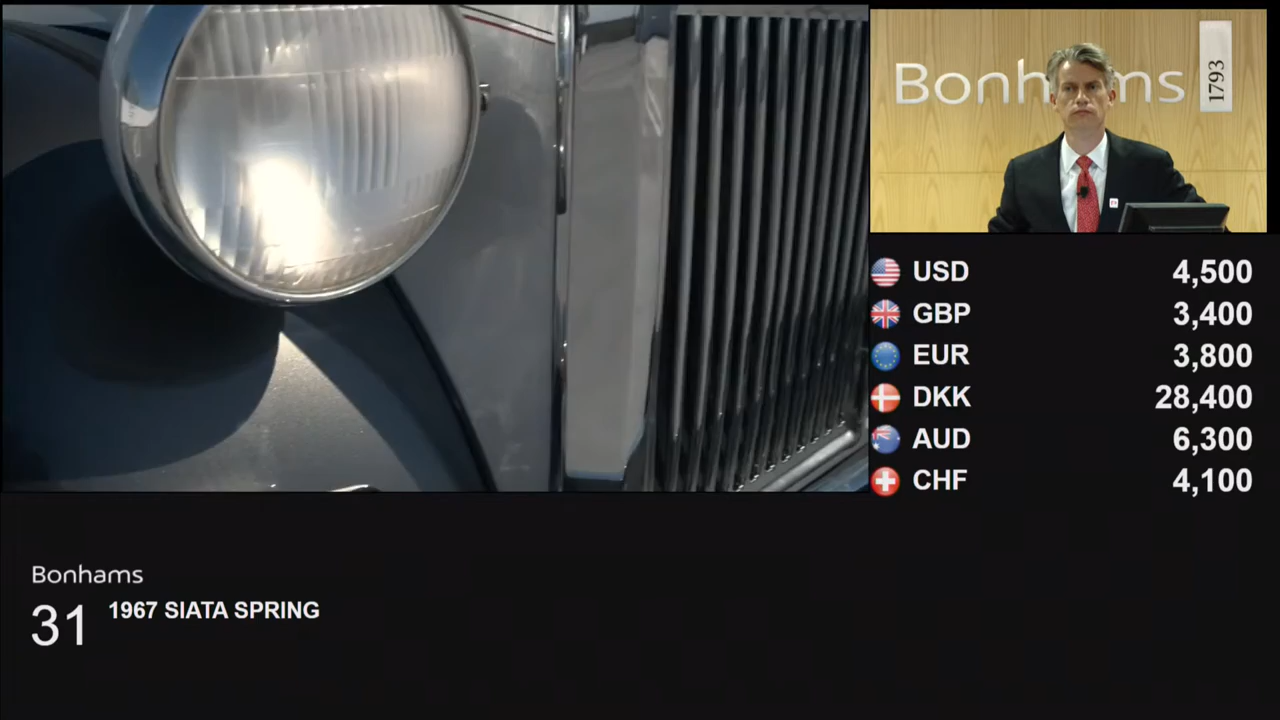 Bonhams
1793
USD 4,500
GBP 3,400
EUR 3,800
DKK 28,400
AUD 6,300
CHF 4,100
Bonhams
31 1967 SIATA SPRING